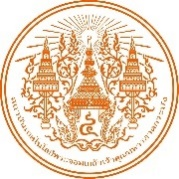 สถาบันเทคโนโลยีพระจอมเกล้าเจ้าคุณทหารลาดกระบัง
๔